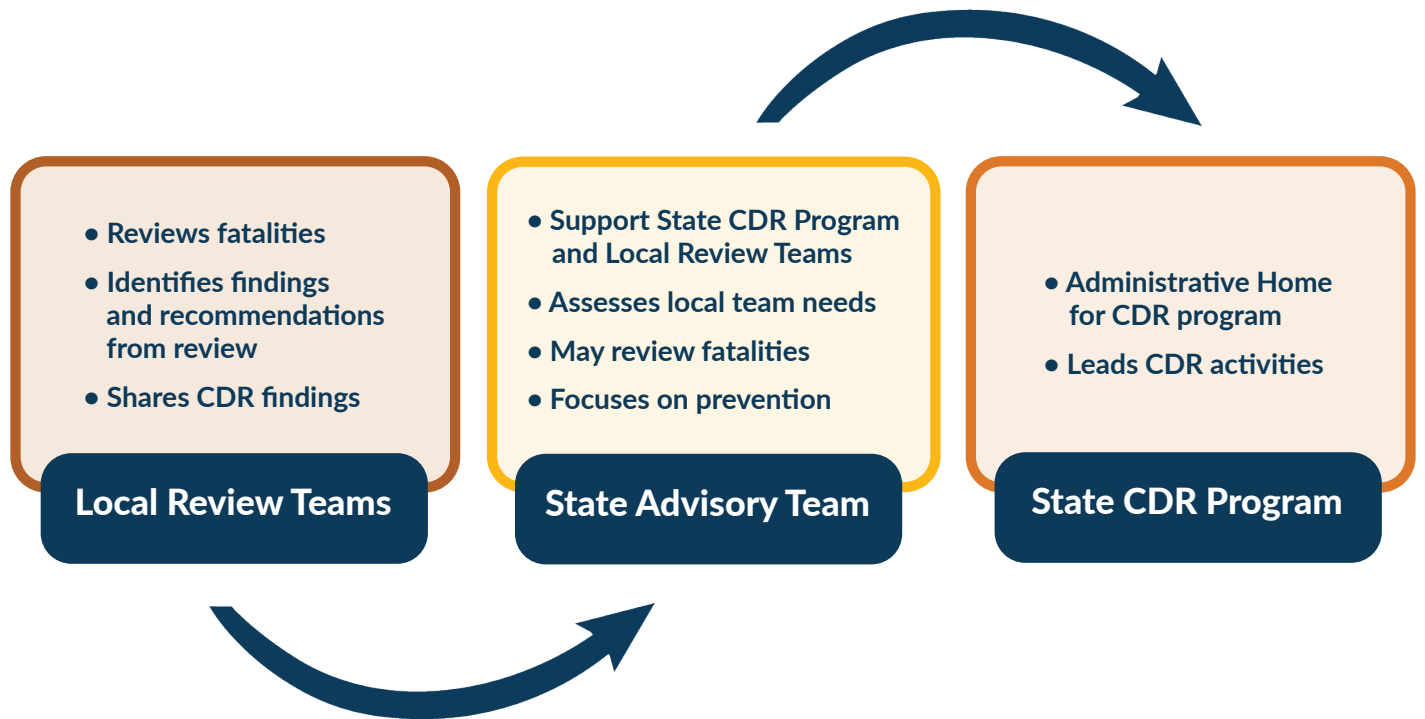 • Reviews fatalities
• Identifies findings
and recommendations
from review
• Shares CDR findings
Local Review Teams
• Support State CDR Program
and Local Review Teams
• Assesses local team needs
• May review fatalities
• Focuses on prevention
State Advisory Team
• Administrative Home
for CDR program
• Leads CDR activities
State CDR Program